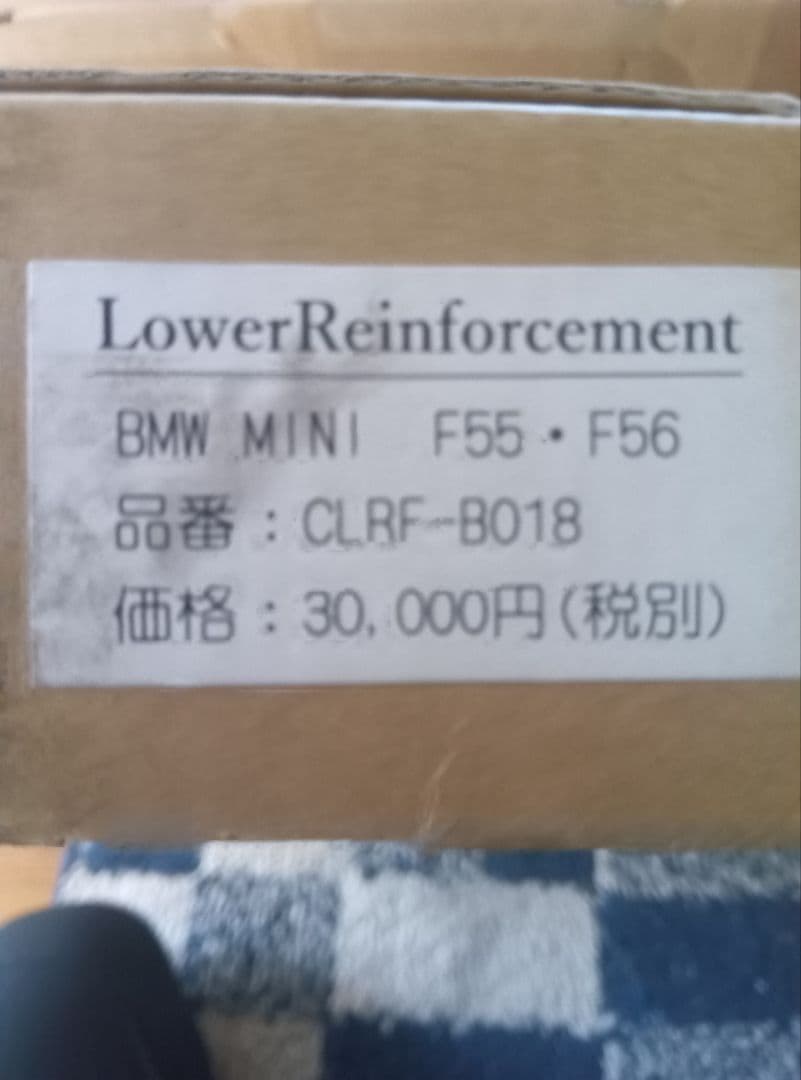 LowerReinforcement
BMW MINI　F55・F56
品番：CLRF-B018
価格：30,000円(税別)